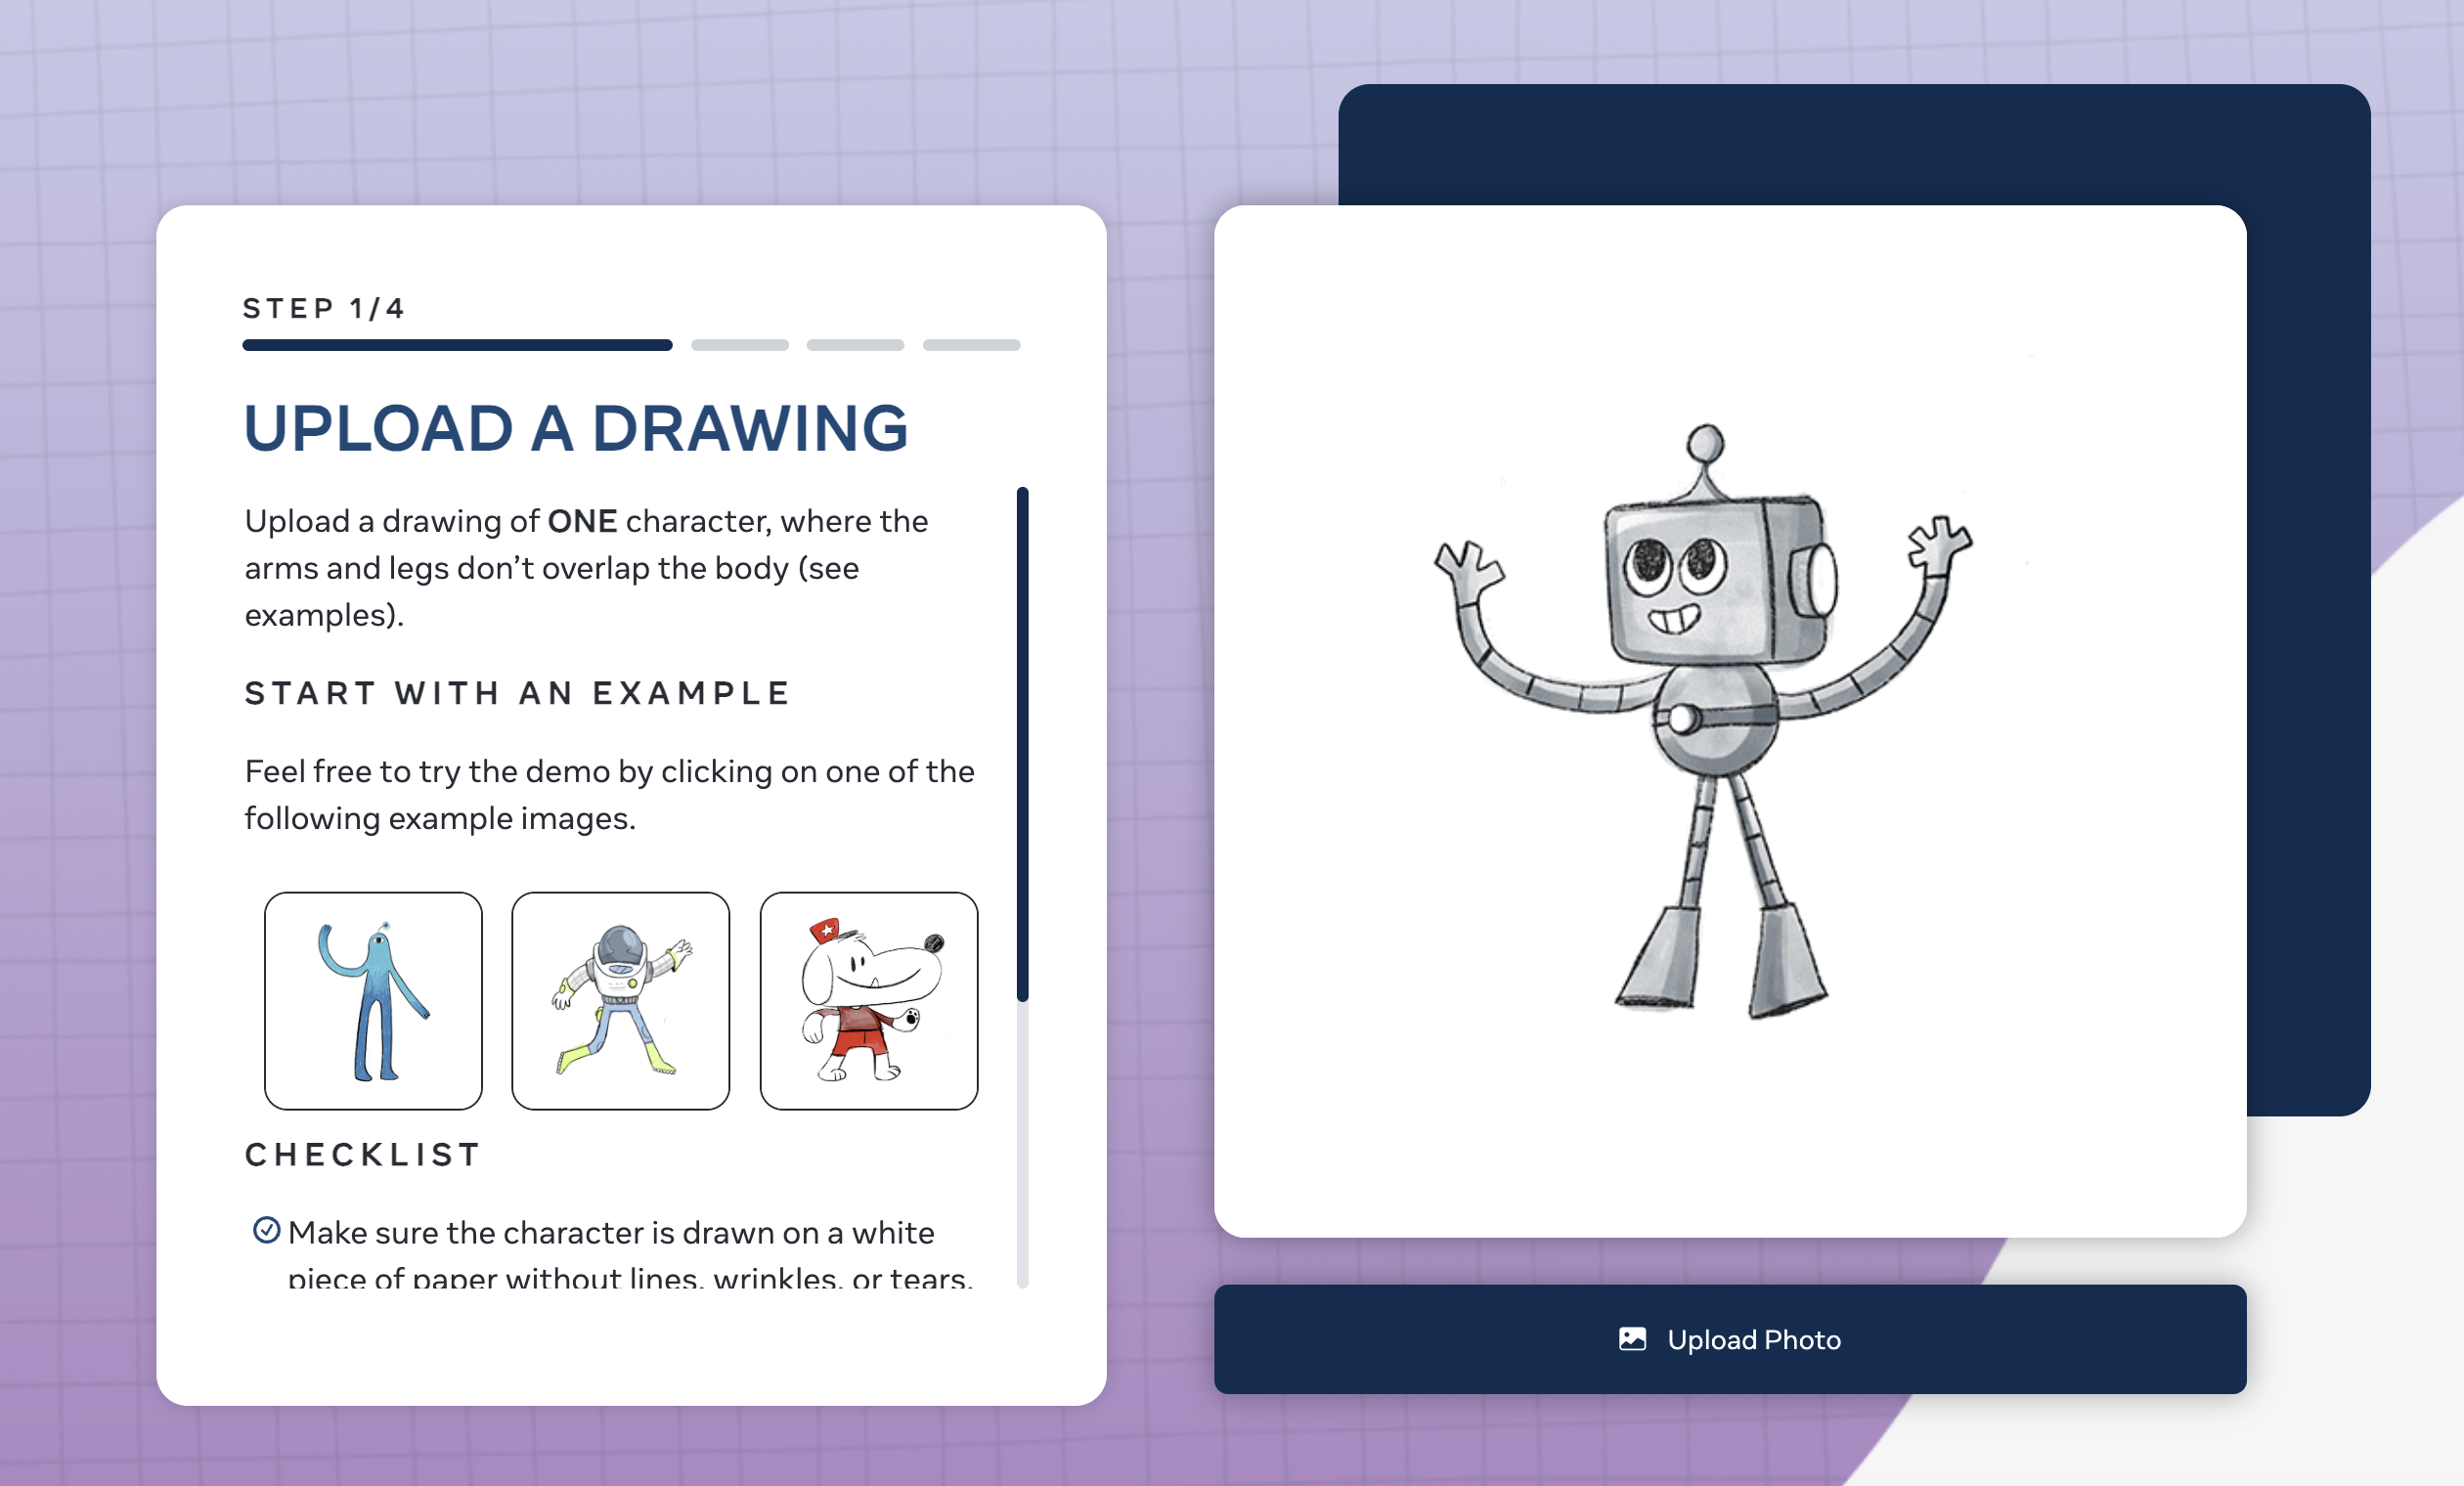 STEP 1/4
UPLOAD A DRAWING
Upload a drawing of ONE character, where the
arms and legs don’t overlap the body (see
examples).
START WITH AN EXAMPLE
Feel free to try the demo by clicking on one of the
following example images.
CHECKLIST
Make sure the character is drawn on a white
piece of paper without lines, wrinkles, or tears.
Upload Photo